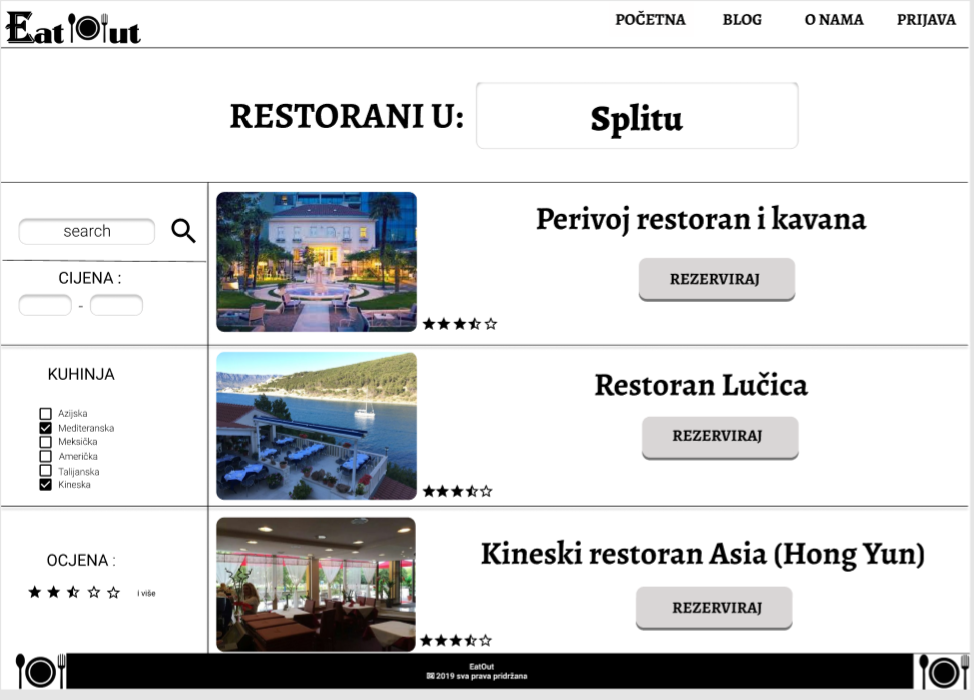 EatOut
POČETNA
BLOG
O NAMA
PRIJAVA
RESTORANI U:
Splitu
search
CIJENA :
-
KUHINJA
Azijska
Mediteranska
Meksička
Američka
Talijanska
Kineska
OCJENA :
i više
Perivoj restoran i kavana
REZERVIRAJ
Restoran Lučica
REZERVIRAJ
Kineski restoran Asia (Hong Yun)
REZERVIRAJ
EatOut
2019 sva prava pridržana